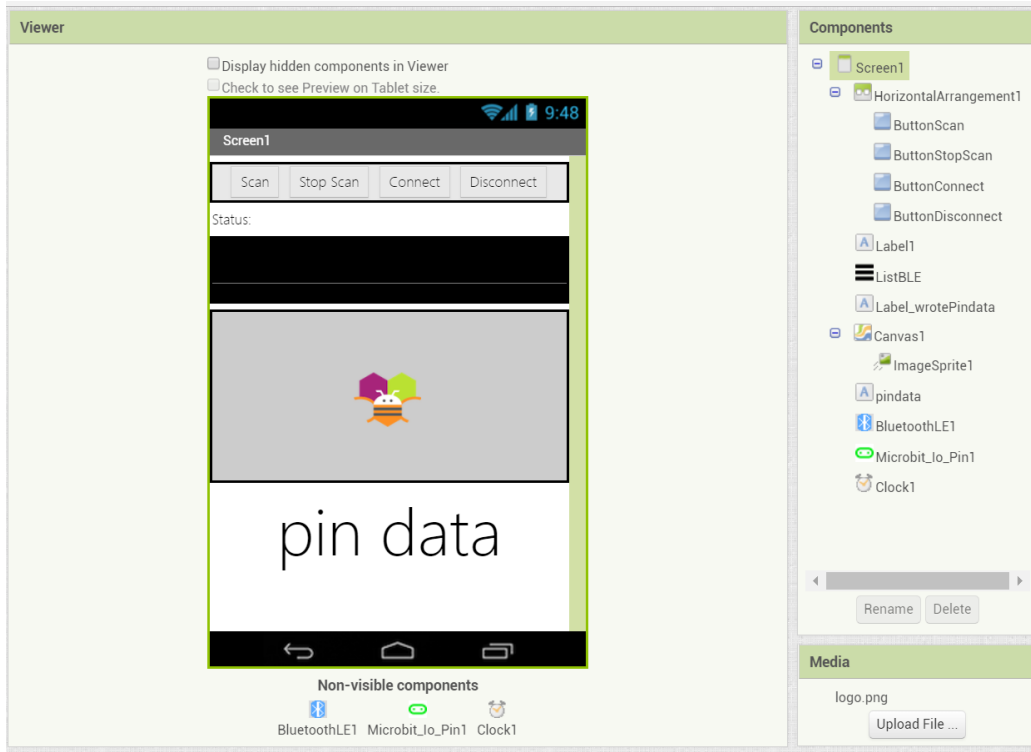 Viewer
Display hidden components in Viewer
Check to see Preview on Tablet size.
9:48
Screen1
Scan Stop Scan Connect Disconnect
Status:
pin data
Non-visible components
BluetoothLE1 Microbit_Io_Pin1 Clock1
Components
Screen1
HorizontalArrangement1
ButtonScan
ButtonStopScan
ButtonConnect
ButtonDisconnect
A Label1
ListBLE
A Label_wrotePindata
Canvas1
ImageSprite1
A pindata
BluetoothLE1
Microbit_Io_Pin1
Clock1
Rename Delete
Media
logo.png
Upload File ...